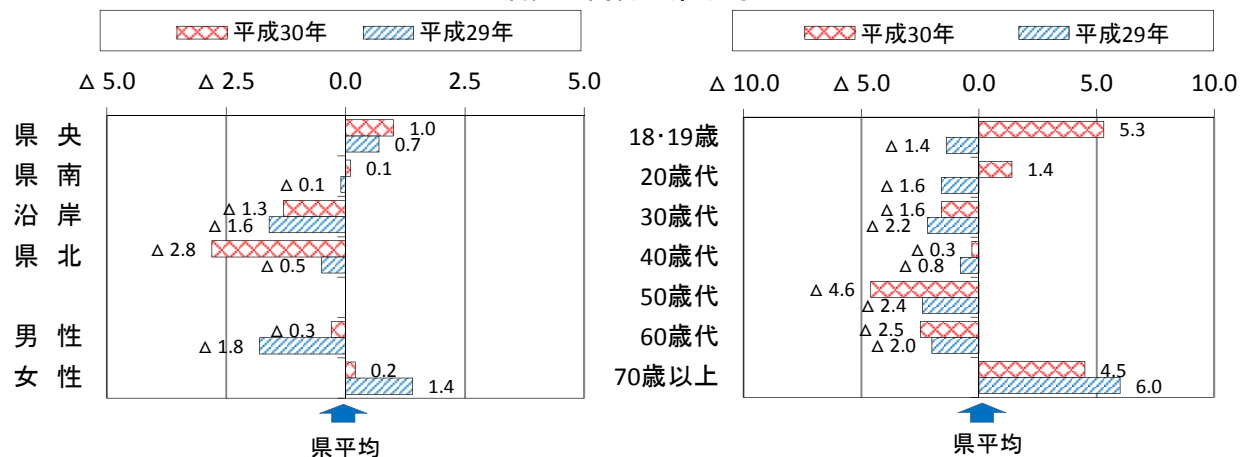 平成30年 平成29年
△ 5.0 △ 2.5 0.0 2.5 5.0
県 央 1.0
0.7
県 南 0.1
△ 0.1
沿 岸 △ 1.3
△ 1.6
県 北 △ 2.8
△ 0.5
男 性 △ 0.3
△ 1.8
女 性 0.2
1.4
県平均
平成30年 平成29年
△ 10.0 △ 5.0 0.0 5.0 10.0
18・19歳 5.3
△ 1.4
20歳代 1.4
△ 1.6
30歳代 △ 1.6
△ 2.2
40歳代 △ 0.3
△ 0.8
50歳代 △ 4.6
△ 2.4
60歳代 △ 2.5
△ 2.0
70歳以上 4.5
6.0
県平均